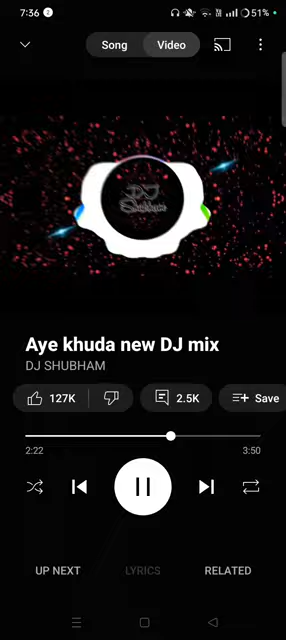 7:36
51%
Song Video
DJ
Shubham
Aye khuda new DJ mix
DJ SHUBHAM
127K 2.5K Save
2:22 3:50
UP NEXT LYRICS RELATED